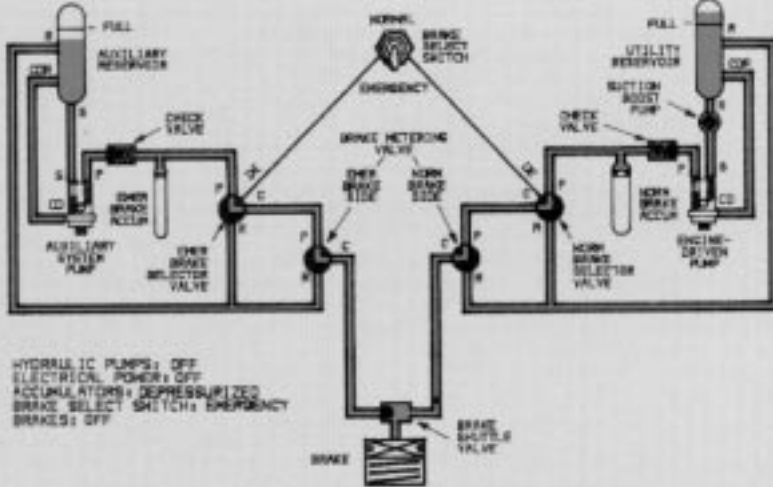 NORMAL
BRAKE
SELECT
SWITCH
EMERGENCY
FULL
R
AUXILIARY
RESERVOIR
S
CHECK
VALVE
S
P
CD
EMER
BRAKE
ACCUM
AUXILIARY
SYSTEM
PUMP
P
C
R
EMER
BRAKE
SELECTOR
VALVE
BRAKE METERING
VALVE
EMER
BRAKE
SIDE
NORM
BRAKE
SIDE
P
C
R
C
P
R
FULL
R
UTILITY
RESERVOIR
SUCTION
BOOST
PUMP
CHECK
VALVE
P
S
CD
NORM
BRAKE
ACCUM
ENGINE-
DRIVEN
PUMP
C
P
R
NORM
BRAKE
SELECTOR
VALVE
HYDRAULIC PUMPS: OFF
ELECTRICAL POWER: OFF
ACCUMULATORS: DEPRESSURIZED
BRAKE SELECT SWITCH: EMERGENCY
BRAKES: OFF
BRAKE
BRAKE
SHUTTLE
VALVE